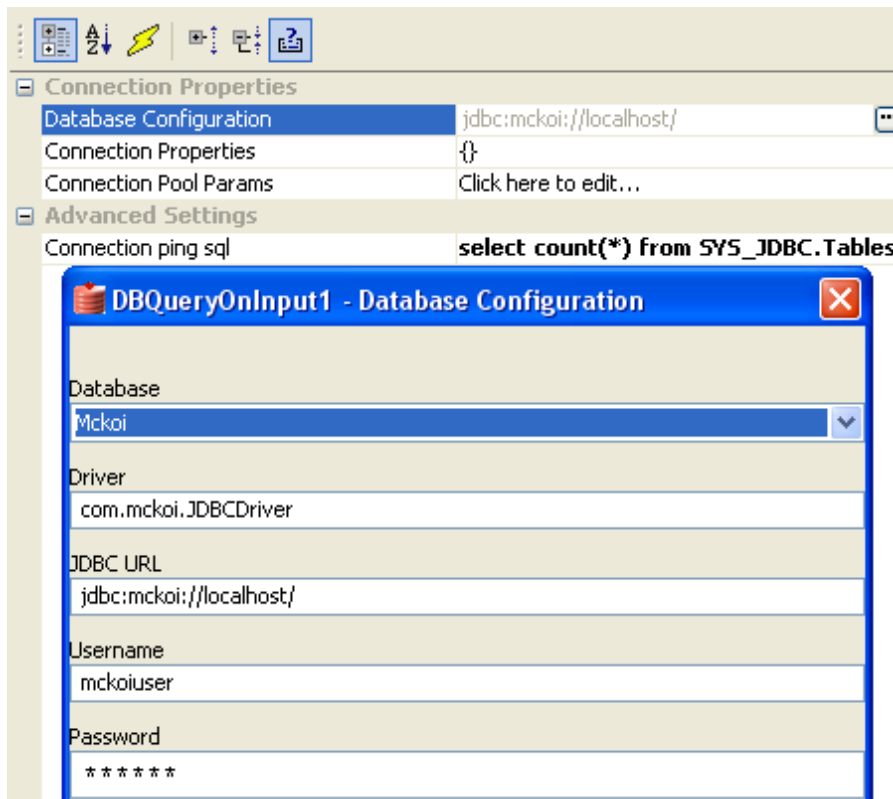 Connection Properties
Database Configuration jdbc:mckoi://localhost/
Connection Properties {}
Connection Pool Params Click here to edit...
Advanced Settings
Connection ping sql select count(*) from SYS_JDBC.Tables
DBQueryOnInput1 - Database Configuration
Database
Mckoi
Driver
com.mckoi.JDBCDriver
JDBC URL
jdbc:mckoi://localhost/
Username
mckoiuser
Password
******